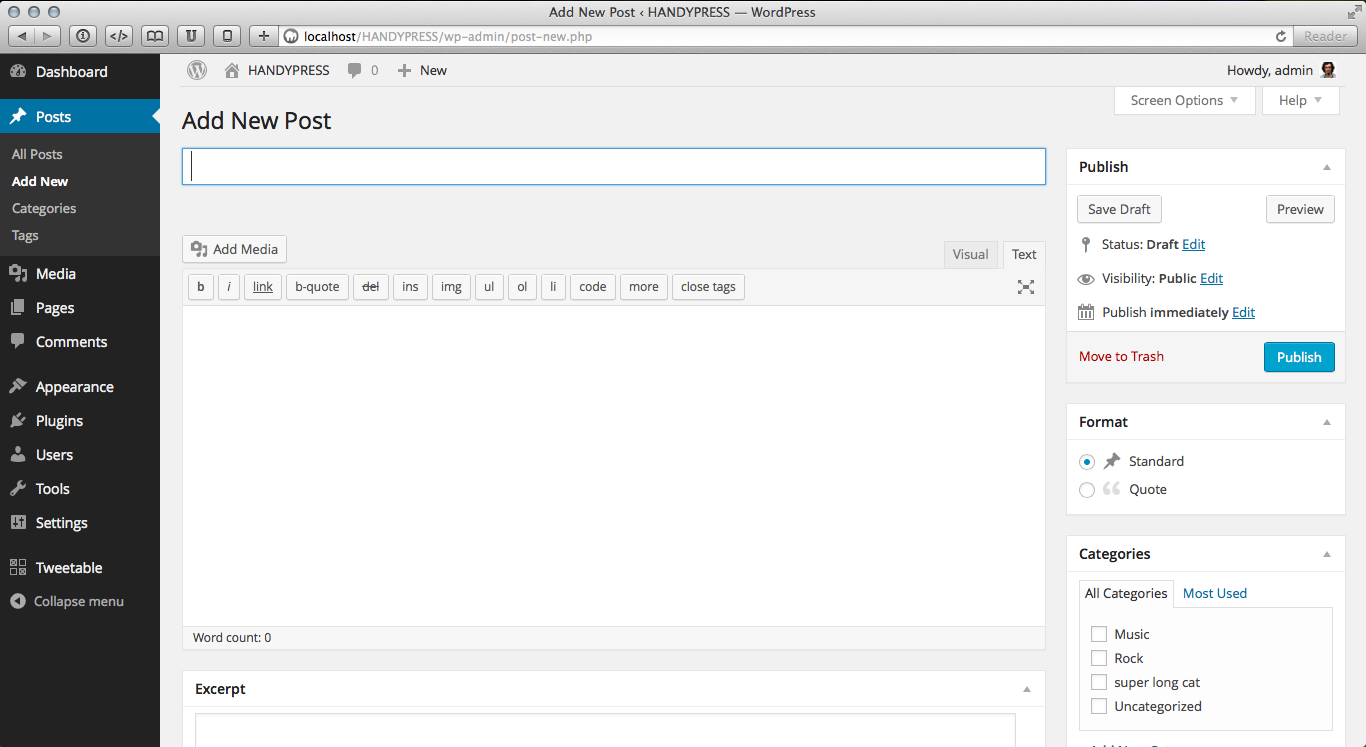 Add New Post ‹ HANDYPRESS — WordPress
localhost/HANDYPRESS/wp-admin/post-new.php
Reader
Dashboard
Posts
All Posts
Add New
Categories
Tags
Media
Pages
Comments
Appearance
Plugins
Users
Tools
Settings
Tweetable
Collapse menu
HANDYPRESS 0 New
Howdy, admin
Screen Options Help
Add New Post
Add Media
Visual Text
b i link b-quote del ins img ul ol li code more close tags
Word count: 0
Excerpt
Publish
Save Draft Preview
Status: Draft Edit
Visibility: Public Edit
Publish immediately Edit
Move to Trash Publish
Format
Standard
Quote
Categories
All Categories Most Used
Music
Rock
super long cat
Uncategorized